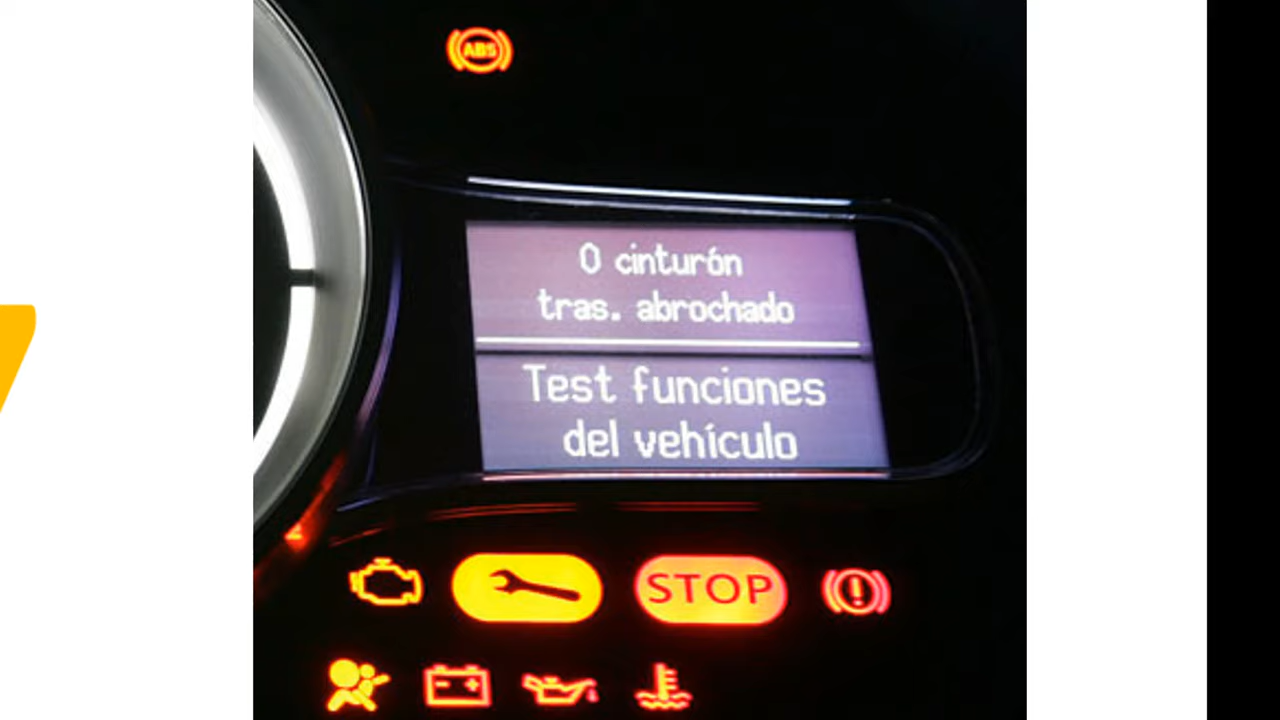 ABS
0 cinturón
tras. abrochado
Test funciones
del vehículo
STOP